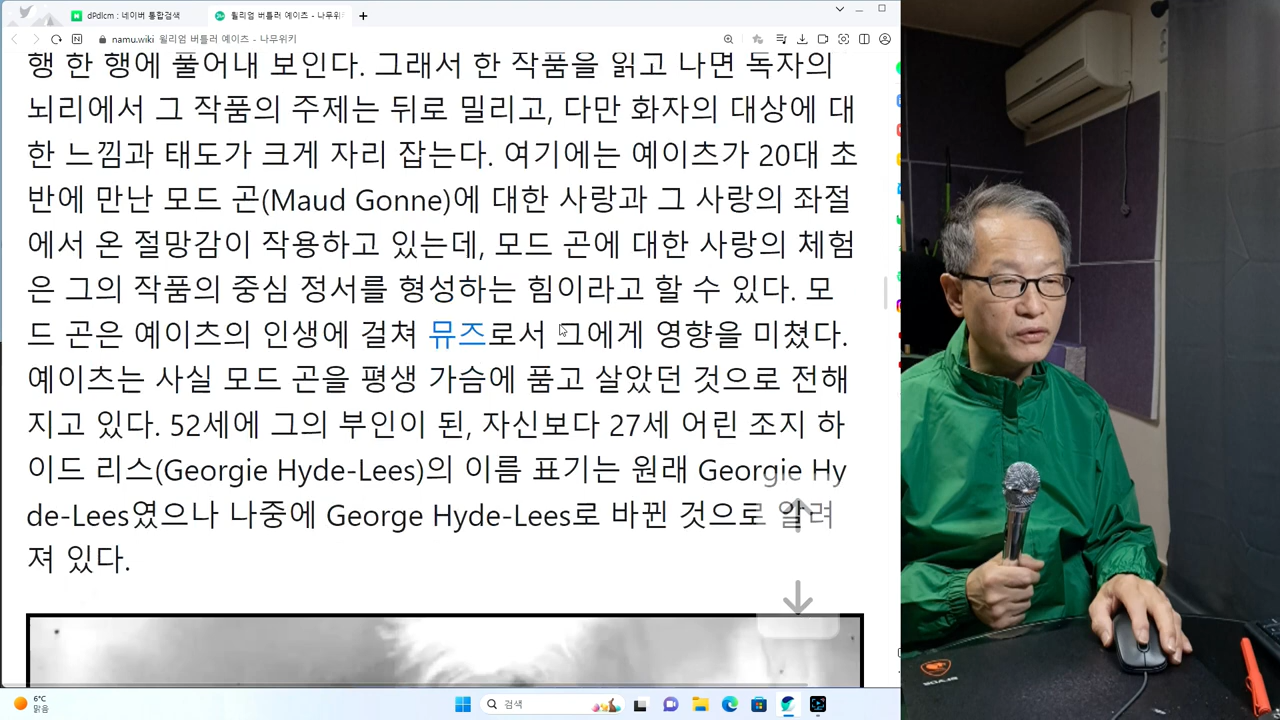 dPdlcm : 네이버 통합검색
윌리엄 버틀러 예이츠 - 나무위키
namu.wiki 윌리엄 버틀러 예이츠 - 나무위키
행 한 행에 풀어내 보인다. 그래서 한 작품을 읽고 나면 독자의
뇌리에서 그 작품의 주제는 뒤로 밀리고, 다만 화자의 대상에 대
한 느낌과 태도가 크게 자리 잡는다. 여기에는 예이츠가 20대 초
반에 만난 모드 곤(Maud Gonne)에 대한 사랑과 그 사랑의 좌절
에서 온 절망감이 작용하고 있는데, 모드 곤에 대한 사랑의 체험
은 그의 작품의 중심 정서를 형성하는 힘이라고 할 수 있다. 모
드 곤은 예이츠의 인생에 걸쳐 뮤즈로서 그에게 영향을 미쳤다.
예이츠는 사실 모드 곤을 평생 가슴에 품고 살았던 것으로 전해
지고 있다. 52세에 그의 부인이 된, 자신보다 27세 어린 조지 하
이드 리스(Georgie Hyde-Lees)의 이름 표기는 원래 Georgie Hy
de-Lees였으나 나중에 George Hyde-Lees로 바뀐 것으로 알려
져 있다.
6°C
맑음
검색